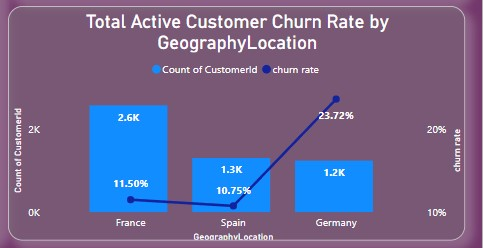 Total Active Customer Churn Rate by
GeographyLocation
Count of CustomerId churn rate
Count of CustomerId
2K
0K
2.6K
11.50%
1.3K
10.75%
1.2K
23.72%
20%
10%
churn rate
France Spain Germany
GeographyLocation